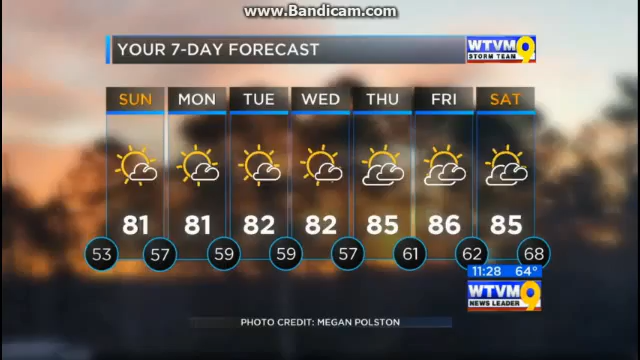 www.Bandicam.com
YOUR 7-DAY FORECAST
WTVM 9
STORM TEAM
SUN MON TUE WED THU FRI SAT
81 81 82 82 85 86 85
53 57 59 59 57 61 62 68
11:28 64°
WTVM 9
NEWS LEADER
PHOTO CREDIT: MEGAN POLSTON